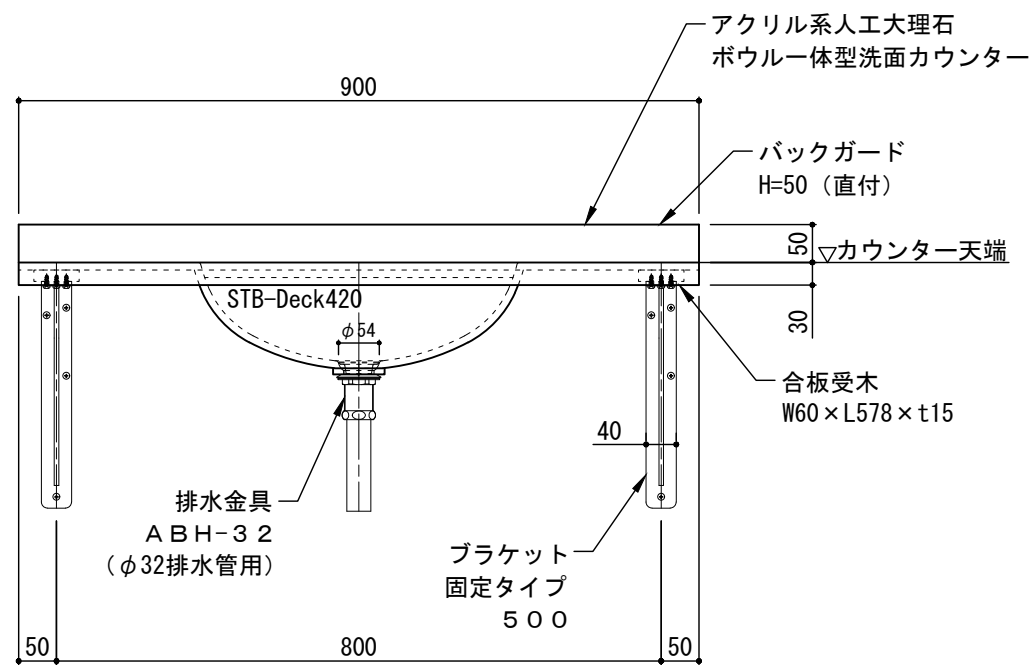 アクリル系人工大理石
ボウル一体型洗面カウンター
900
バックガード
H=50（直付）
50
▽カウンター天端
STB-Deck420
30
φ54
合板受木
W60×L578×t15
40
排水金具
ＡＢＨ-３２
（φ32排水管用）
ブラケット
固定タイプ
５００
50
800
50